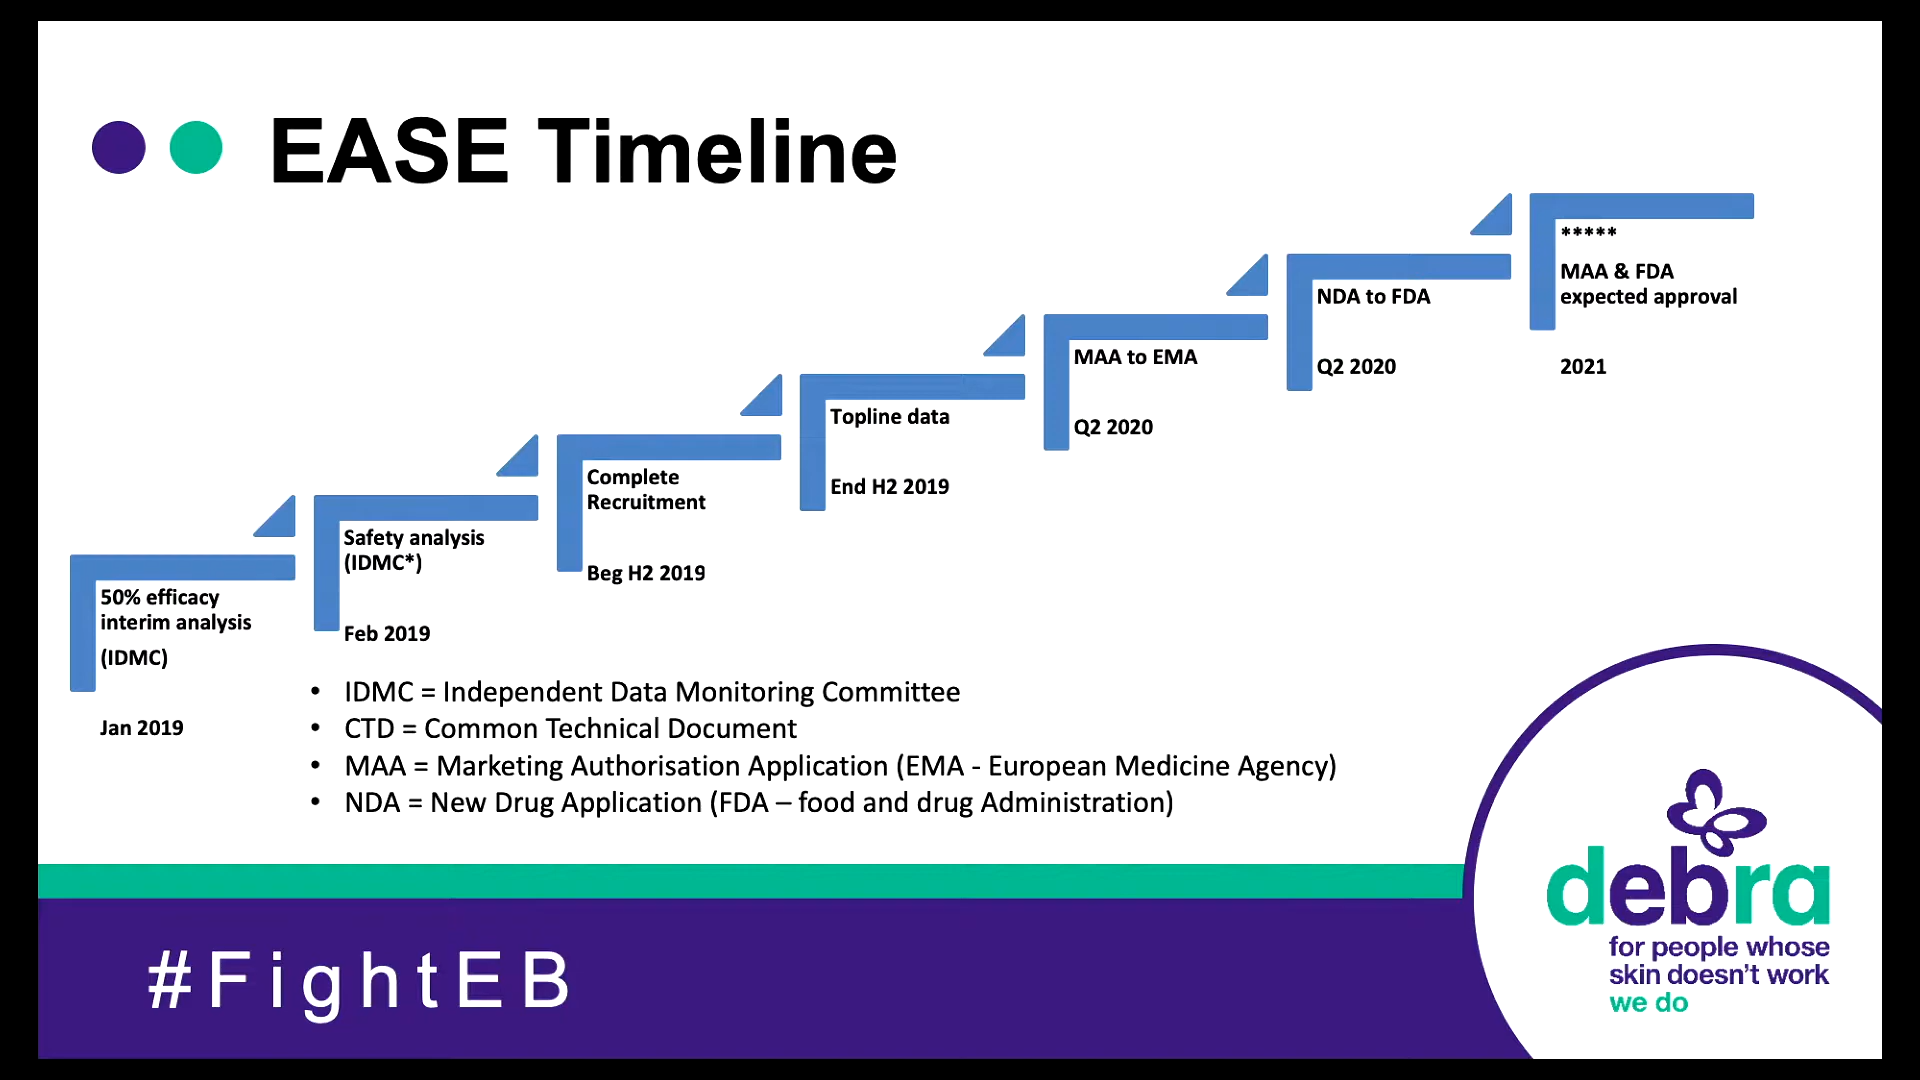 EASE Timeline
50% efficacy
interim analysis
(IDMC)
Jan 2019
Safety analysis
(IDMC*)
Feb 2019
Complete
Recruitment
Beg H2 2019
Topline data
End H2 2019
MAA to EMA
Q2 2020
NDA to FDA
Q2 2020
*****
MAA & FDA
expected approval
2021
• IDMC = Independent Data Monitoring Committee
• CTD = Common Technical Document
• MAA = Marketing Authorisation Application (EMA - European Medicine Agency)
• NDA = New Drug Application (FDA – food and drug Administration)
#FightEB
debra
for people whose
skin doesn't work
we do